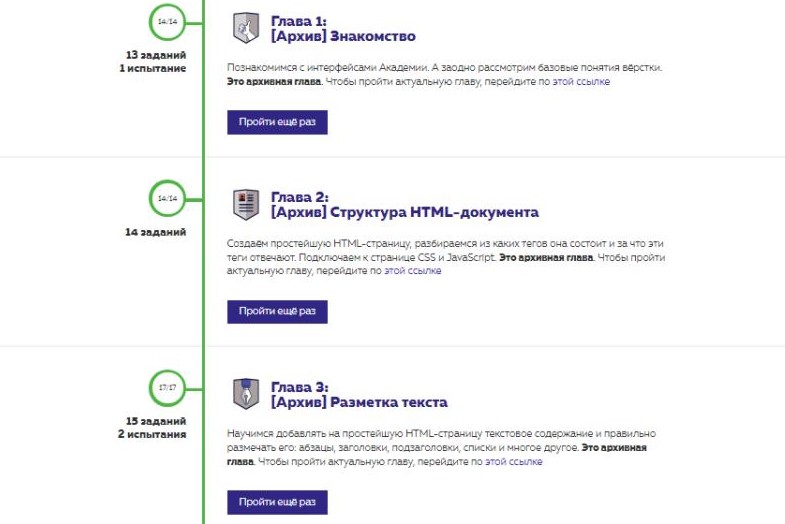 14/14
13 заданий
1 испытание
Глава 1:
[Архив] Знакомство
Познакомимся с интерфейсами Академии. А заодно рассмотрим базовые понятия вёрстки.
Это архивная глава. Чтобы пройти актуальную главу, перейдите по этой ссылке
Пройти ещё раз
14/14
14 заданий
Глава 2:
[Архив] Структура HTML-документа
Создаём простейшую HTML-страницу, разбираемся из каких тегов она состоит и за что эти
теги отвечают. Подключаем к странице CSS и JavaScript. Это архивная глава. Чтобы пройти
актуальную главу, перейдите по этой ссылке
Пройти ещё раз
17/17
15 заданий
2 испытания
Глава 3:
[Архив] Разметка текста
Научимся добавлять на простейшую HTML-страницу текстовое содержание и правильно
размечать его: абзацы, заголовки, подзаголовки, списки и многое другое. Это архивная
глава. Чтобы пройти актуальную главу, перейдите по этой ссылке
Пройти ещё раз